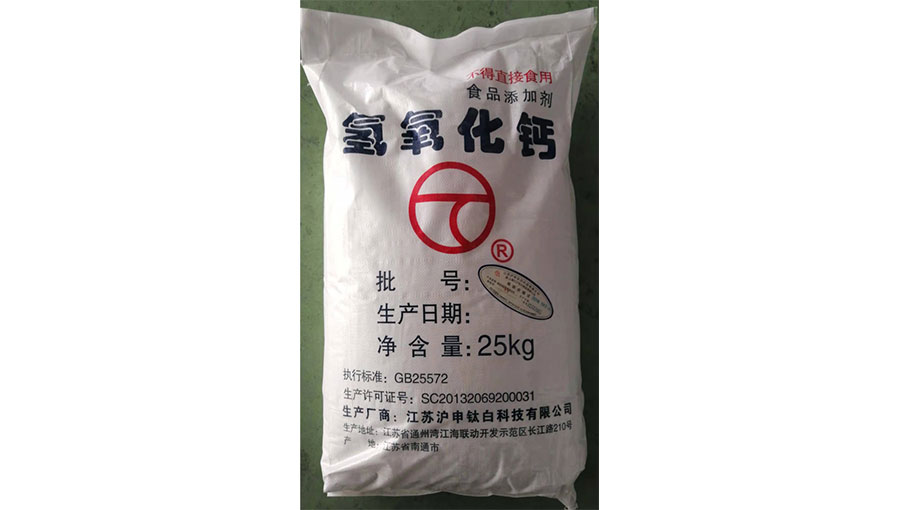 不得直接食用
食品添加剂
氢氧化钙
®
批 号:
生产日期:
净含量:25kg
执行标准: GB25572
生产许可证号: SC20132069200031
生产厂商: 江苏沪申钛白科技有限公司
生产地址: 江苏省通州湾江海联动开发示范区长江路210号
产 地: 江苏省南通市